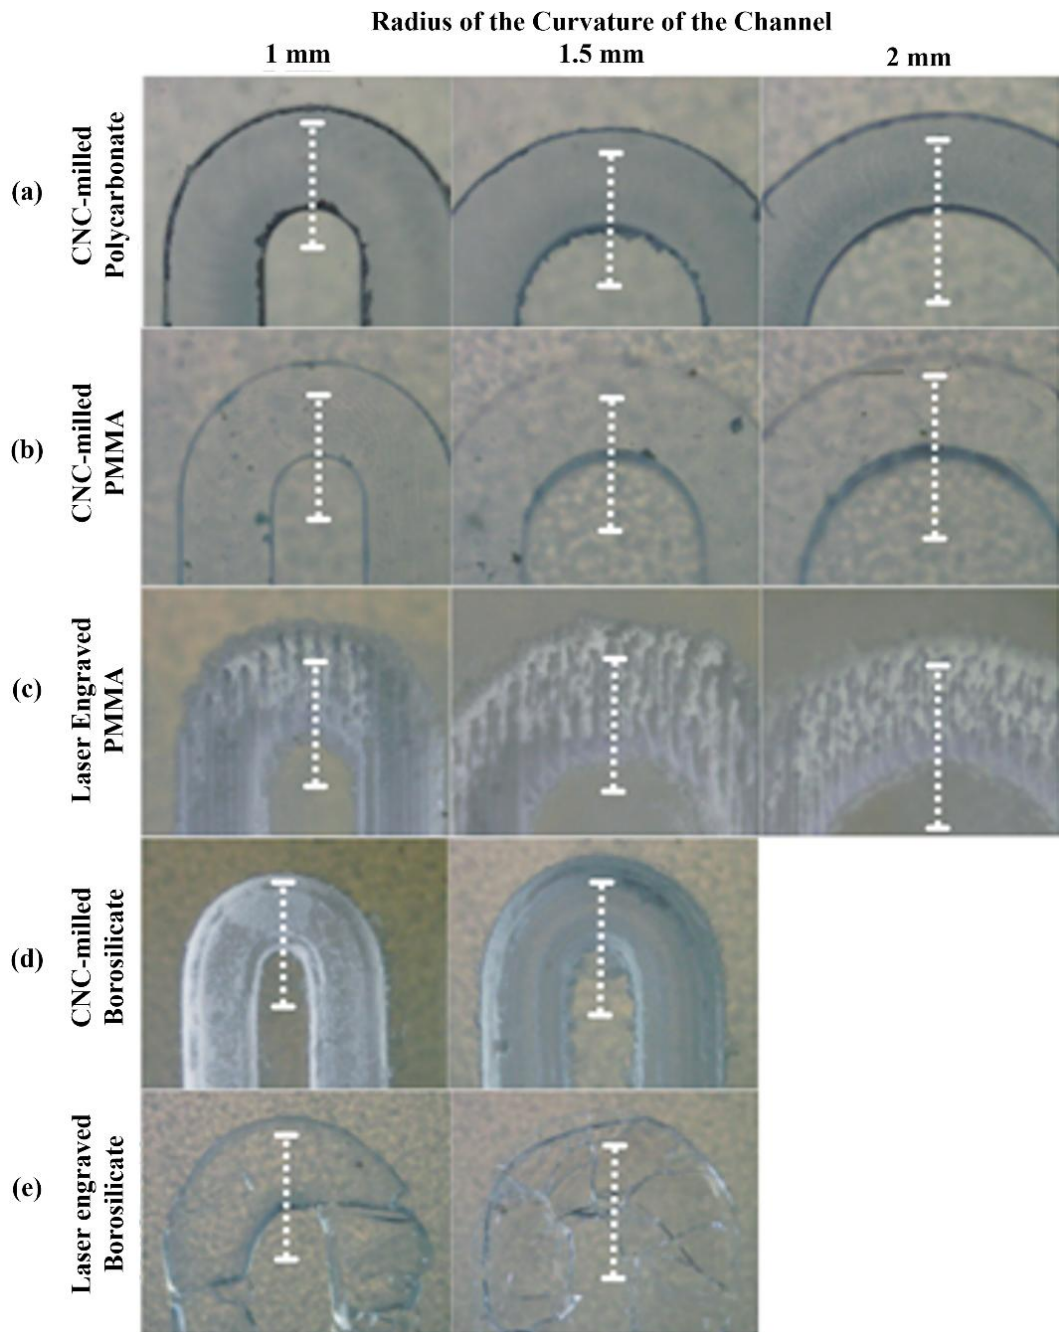 Radius of the Curvature of the Channel
1 mm
1.5 mm
2 mm
(a)
CNC-milled
Polycarbonate
(b)
CNC-milled
PMMA
(c)
Laser Engraved
PMMA
(d)
CNC-milled
Borosilicate
(e)
Laser engraved
Borosilicate